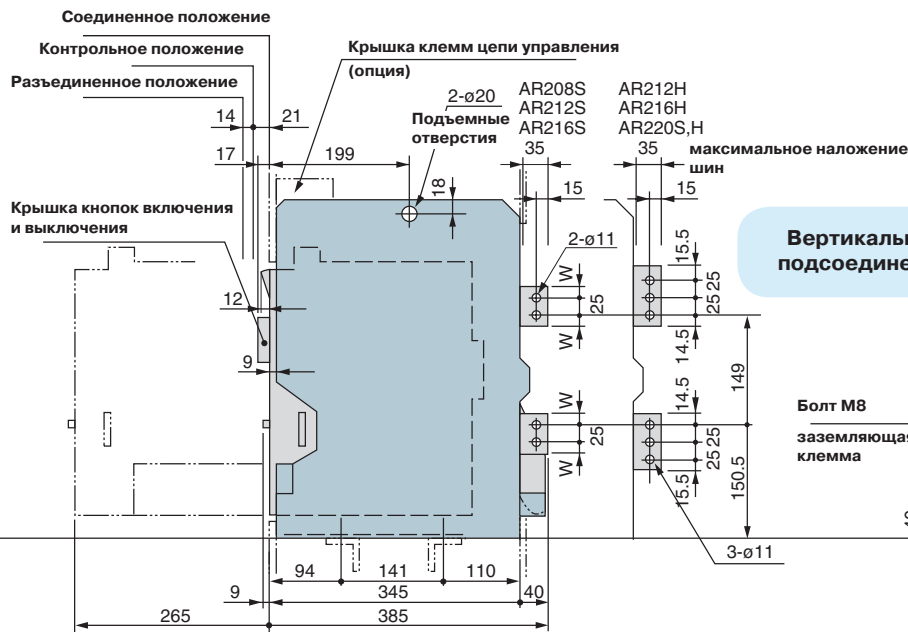 Соединенное положение
Контрольное положение
Разъединенное положение
Крышка клемм цепи управления
(опция)
2-ø20
Подъемные
отверстия
AR208S
AR212S
AR216S
AR212H
AR216H
AR220S,H
14
21
17
199
18
35
15
35
максимальное наложение
шин
15
Крышка кнопок включения
и выключения
2-ø11
12
9
W
25
W
15.5
25
25
14.5
149
W
25
W
14.5
25
25
15.5
150.5
3-ø11
Болт М8
94
141
110
9
345
40
265
385